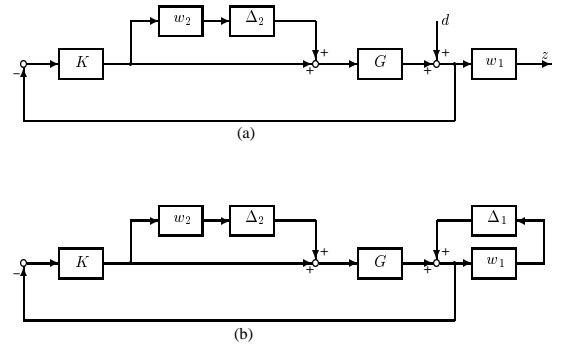 w₂ Δ₂ d
+ +
K + G + w₁ z
−
(a)
w₂ Δ₂ Δ₁
+ +
K + G + w₁
−
(b)